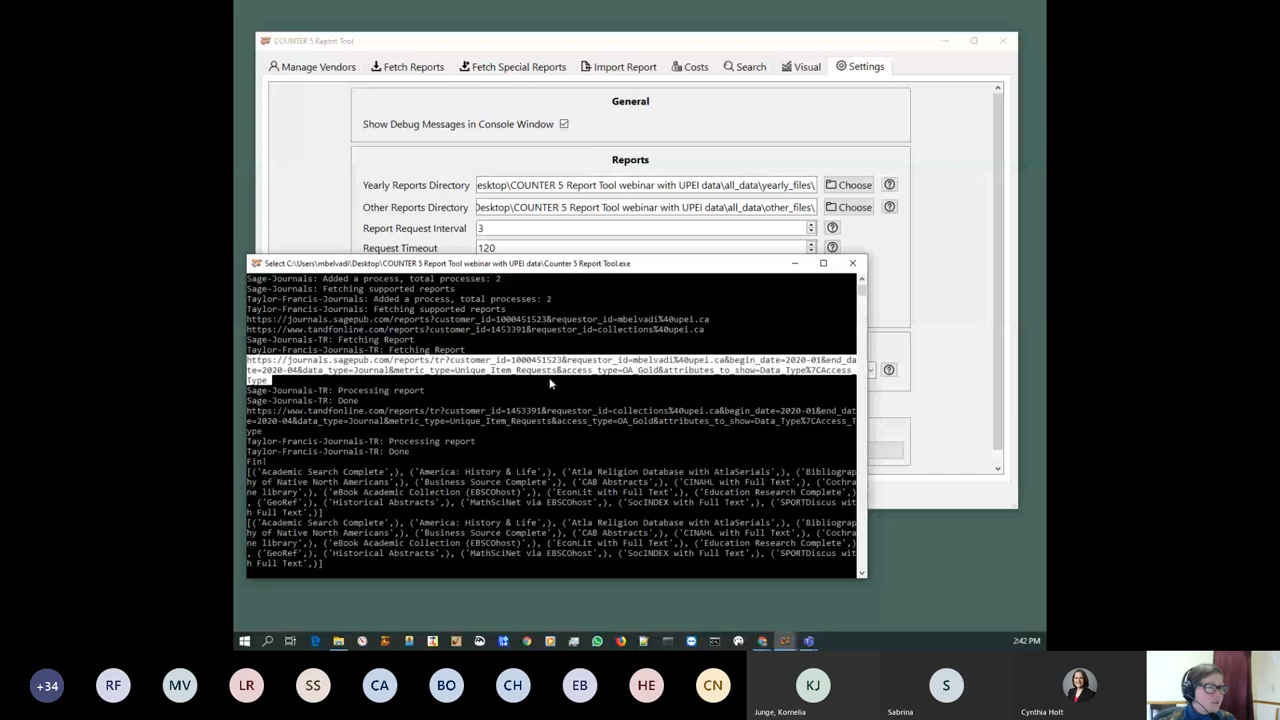 COUNTER 5 Report Tool
Manage Vendors
Fetch Reports
Fetch Special Reports
Import Report
Costs
Search
Visual
Settings
General
Show Debug Messages in Console Window
Reports
Yearly Reports Directory
esktop\COUNTER 5 Report Tool webinar with UPEI data\all_data\yearly_files\
Choose
Other Reports Directory
Desktop\COUNTER 5 Report Tool webinar with UPEI data\all_data\other_files\
Choose
Report Request Interval
3
Request Timeout
120
Select C:\Users\mbelvadi\Desktop\COUNTER 5 Report Tool webinar with UPEI data\Counter 5 Report Tool.exe
Sage-Journals: Added a process, total processes: 2
Sage-Journals: Fetching supported reports
Taylor-Francis-Journals: Added a process, total processes: 2
Taylor-Francis-Journals: Fetching supported reports
https://journals.sagepub.com/reports?customer_id=1000451523&requestor_id=mbelvadi%40upei.ca
https://www.tandfonline.com/reports?customer_id=1453391&requestor_id=collections%40upei.ca
Sage-Journals-TR: Fetching Report
Taylor-Francis-Journals-TR: Fetching Report
https://journals.sagepub.com/reports/tr?customer_id=1000451523&requestor_id=mbelvadi%40upei.ca&begin_date=2020-01&end_da
te=2020-04&data_type=Journal&metric_type=Unique_Item_Requests&access_type=OA_Gold&attributes_to_show=Data_Type%7CAccess_
Type
Sage-Journals-TR: Processing report
Sage-Journals-TR: Done
https://www.tandfonline.com/reports/tr?customer_id=1453391&requestor_id=collections%40upei.ca&begin_date=2020-01&end_dat
e=2020-04&data_type=Journal&metric_type=Unique_Item_Requests&access_type=OA_Gold&attributes_to_show=Data_Type%7CAccess_T
ype
Taylor-Francis-Journals-TR: Processing report
Taylor-Francis-Journals-TR: Done
Fin!
[('Academic Search Complete',), ('America: History & Life',), ('Atla Religion Database with AtlaSerials',), ('Bibliograp
hy of Native North Americans',), ('Business Source Complete',), ('CAB Abstracts',), ('CINAHL with Full Text',), ('Cochra
ne library',), ('eBook Academic Collection (EBSCOhost)',), ('EconLit with Full Text',), ('Education Research Complete',)
, ('GeoRef',), ('Historical Abstracts',), ('MathSciNet via EBSCOhost',), ('SocINDEX with Full Text',), ('SPORTDiscus wit
h Full Text',)]
[('Academic Search Complete',), ('America: History & Life',), ('Atla Religion Database with AtlaSerials',), ('Bibliograp
hy of Native North Americans',), ('Business Source Complete',), ('CAB Abstracts',), ('CINAHL with Full Text',), ('Cochra
ne library',), ('eBook Academic Collection (EBSCOhost)',), ('EconLit with Full Text',), ('Education Research Complete',)
, ('GeoRef',), ('Historical Abstracts',), ('MathSciNet via EBSCOhost',), ('SocINDEX with Full Text',), ('SPORTDiscus wit
h Full Text',)]
2:42 PM
+34
RF
MV
LR
SS
CA
BO
CH
EB
HE
CN
KJ
Junge, Kornelia
S
Sabrina
Cynthia Holt